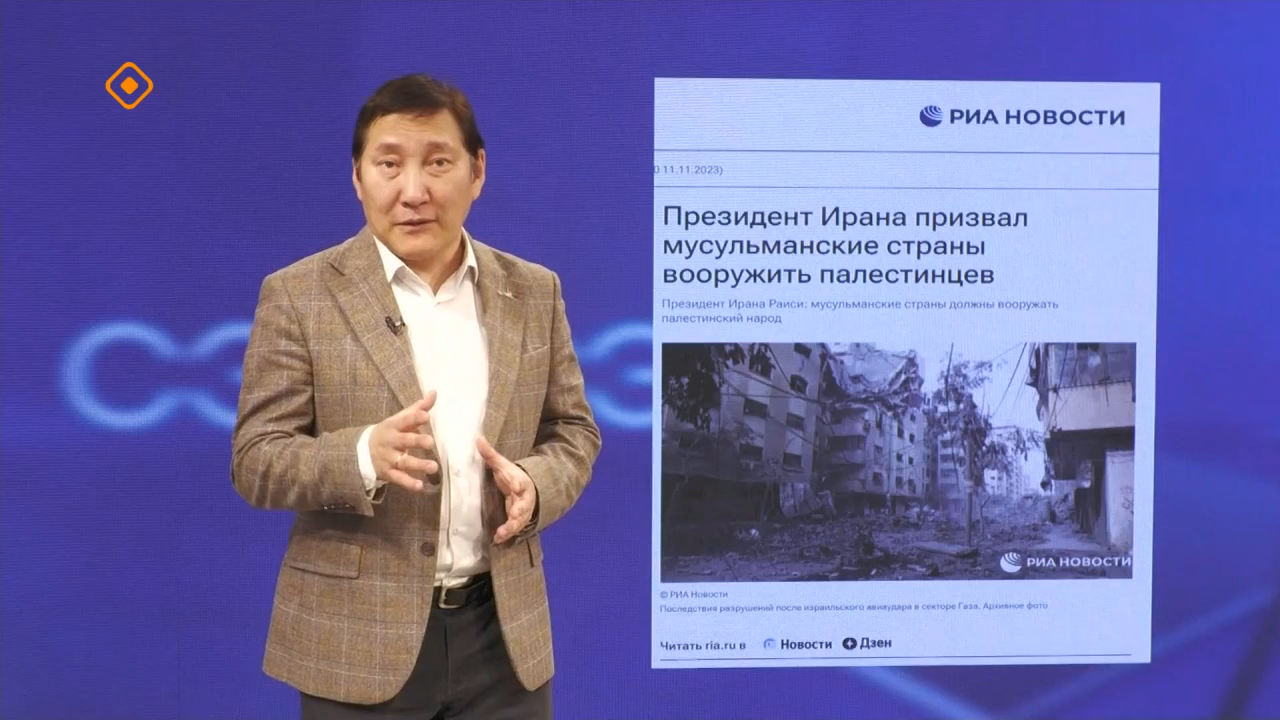 РИА НОВОСТИ
0 11.11.2023)
Президент Ирана призвал
мусульманские страны
вооружить палестинцев
Президент Ирана Раиси: мусульманские страны должны вооружать
палестинский народ
РИА НОВОСТИ
© РИА Новости
Последствия разрушений после израильского авиаудара в секторе Газа. Архивное фото
Читать ria.ru в Новости Дзен